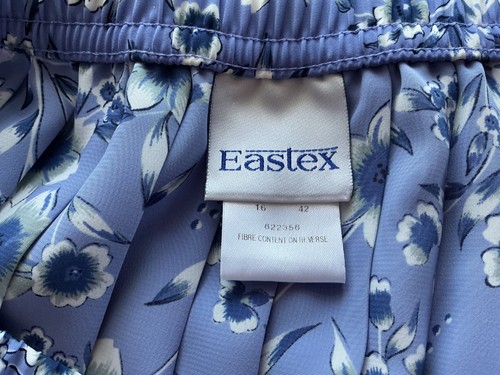 Eastex
16 42
622356
FIBRE CONTENT ON REVERSE